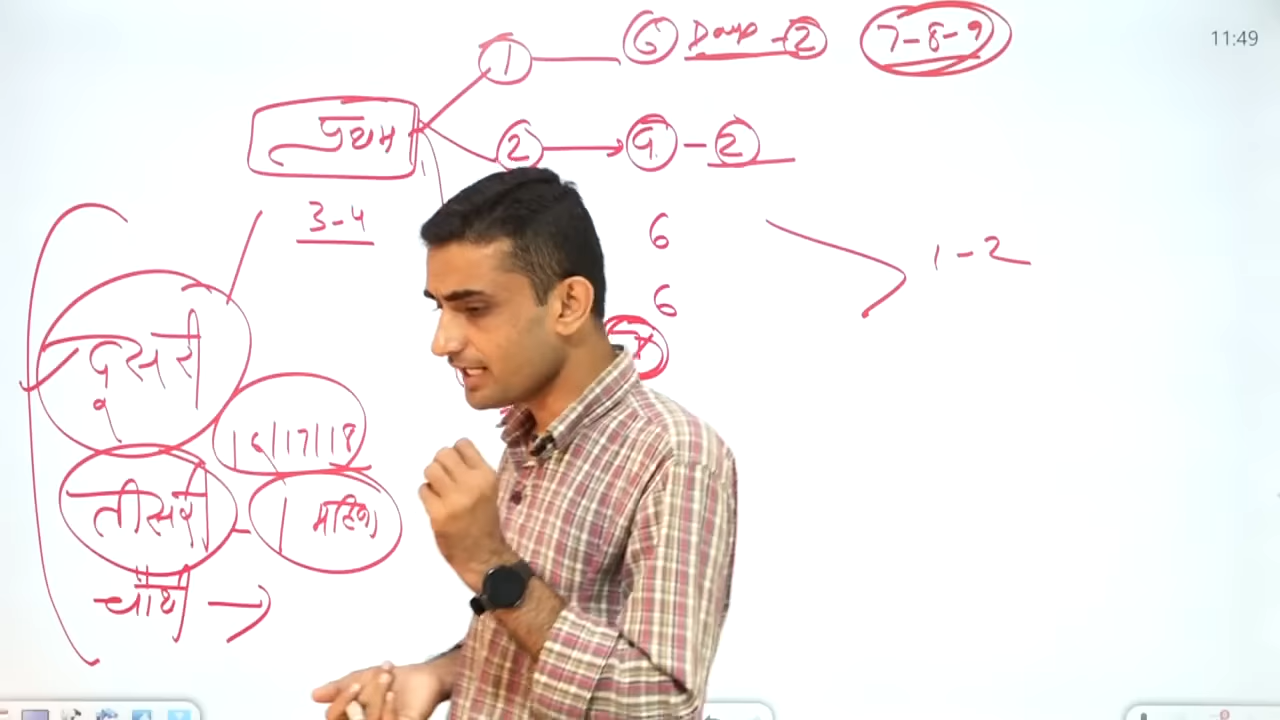 11:49
1 — 6 Days - 2 7-8-9
प्रथम
2 → 9 - 2
3-4
6
1-2
6
दूसरी
16/17/18
तीसरी - 1 महिना
चौथी →